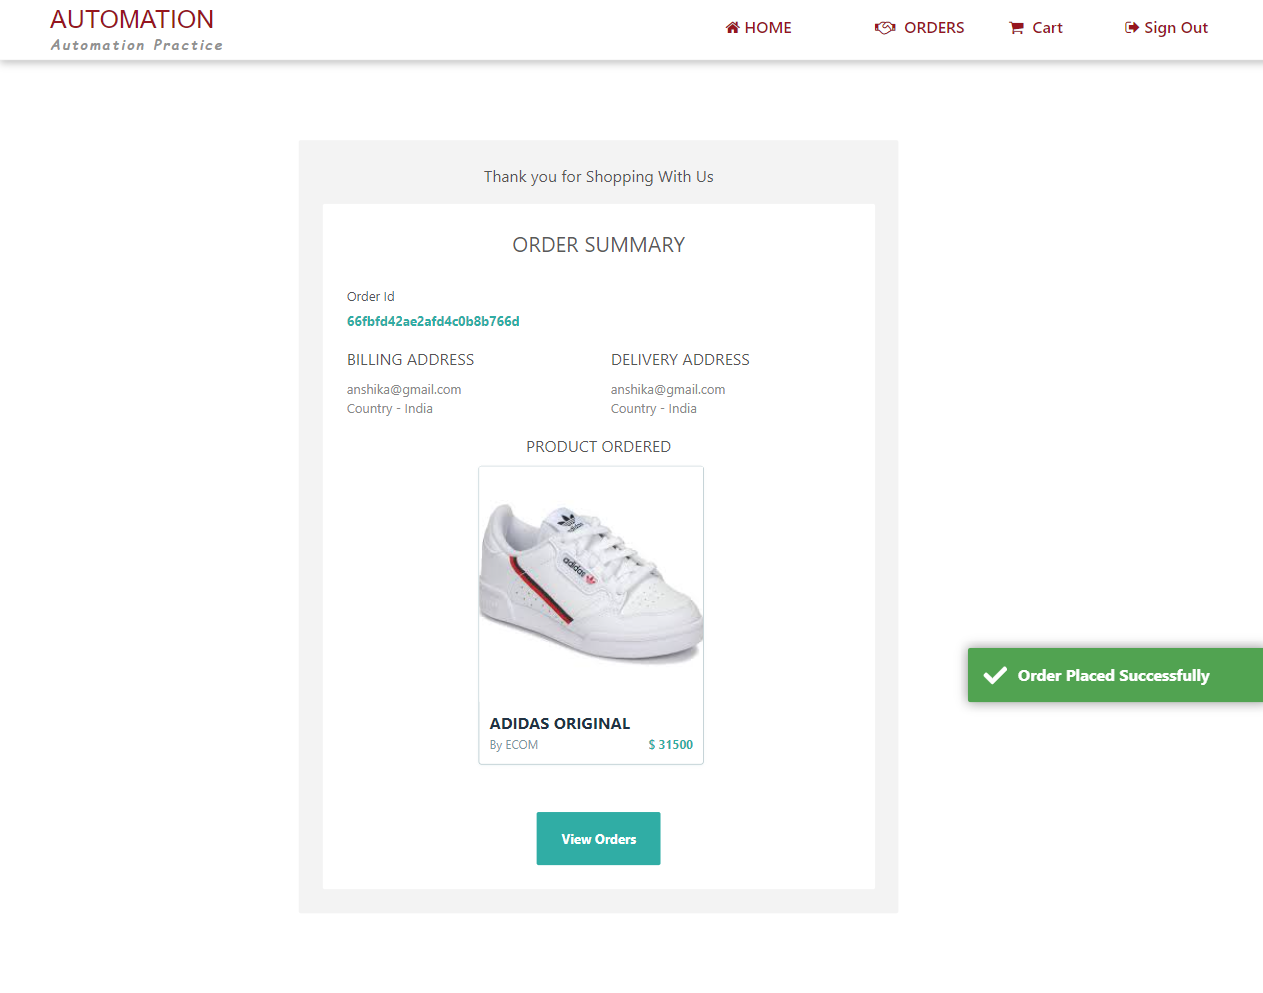 AUTOMATION
Automation Practice
HOME
ORDERS
Cart
Sign Out
Thank you for Shopping With Us
ORDER SUMMARY
Order Id
66fbfd42ae2afd4c0b8b766d
BILLING ADDRESS
anshika@gmail.com
Country - India
DELIVERY ADDRESS
anshika@gmail.com
Country - India
PRODUCT ORDERED
adidas
adidas
ADIDAS ORIGINAL
By ECOM
$ 31500
Order Placed Successfully
View Orders